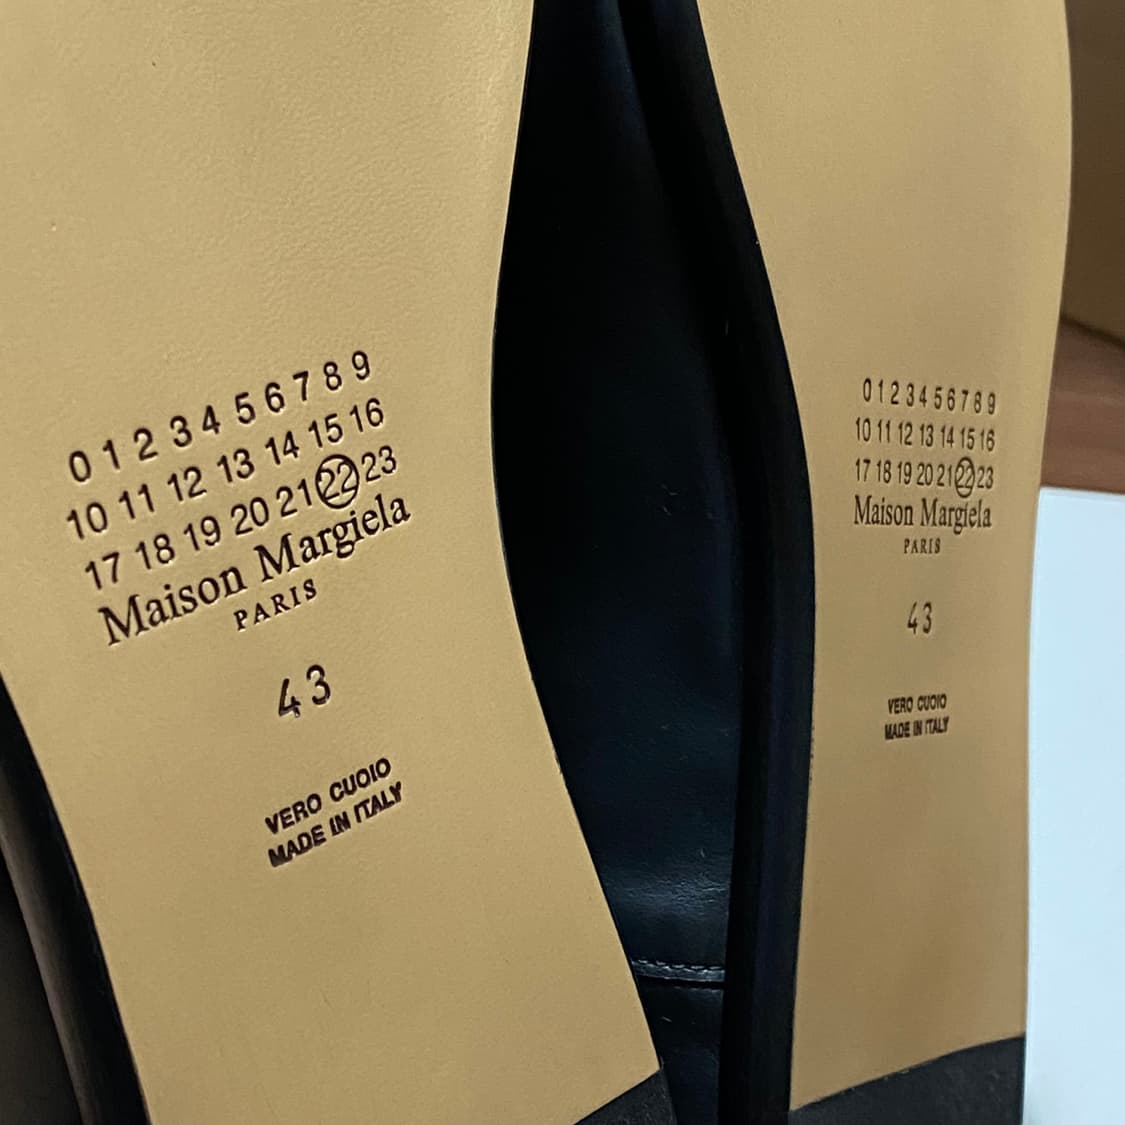 0 1 2 3 4 5 6 7 8 9
10 11 12 13 14 15 16
17 18 19 20 21 22 23
Maison Margiela
PARIS
43
VERO CUOIO
MADE IN ITALY
0 1 2 3 4 5 6 7 8 9
10 11 12 13 14 15 16
17 18 19 20 21 22 23
Maison Margiela
PARIS
43
VERO CUOIO
MADE IN ITALY